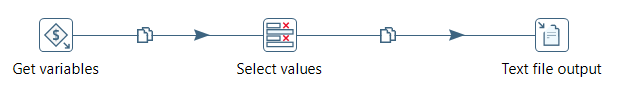 Get variables
Select values
Text file output